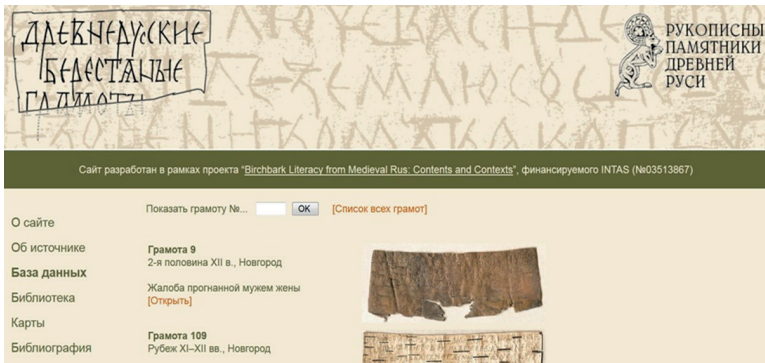 ДРЕВНЕРУССКИЕ
БЕРЕСТЯНЫЕ
ГРАМОТЫ
РУКОПИСНЫ
ПАМЯТНИКИ
ДРЕВНЕЙ
РУСИ
Сайт разработан в рамках проекта “Birchbark Literacy from Medieval Rus: Contents and Contexts”, финансируемого INTAS (№03513867)
Показать грамоту №... OK [Список всех грамот]
О сайте
Об источнике
База данных
Библиотека
Карты
Библиография
Грамота 9
2-я половина XII в., Новгород
Жалоба прогнанной мужем жены
[Открыть]
Грамота 109
Рубеж XI–XII вв., Новгород